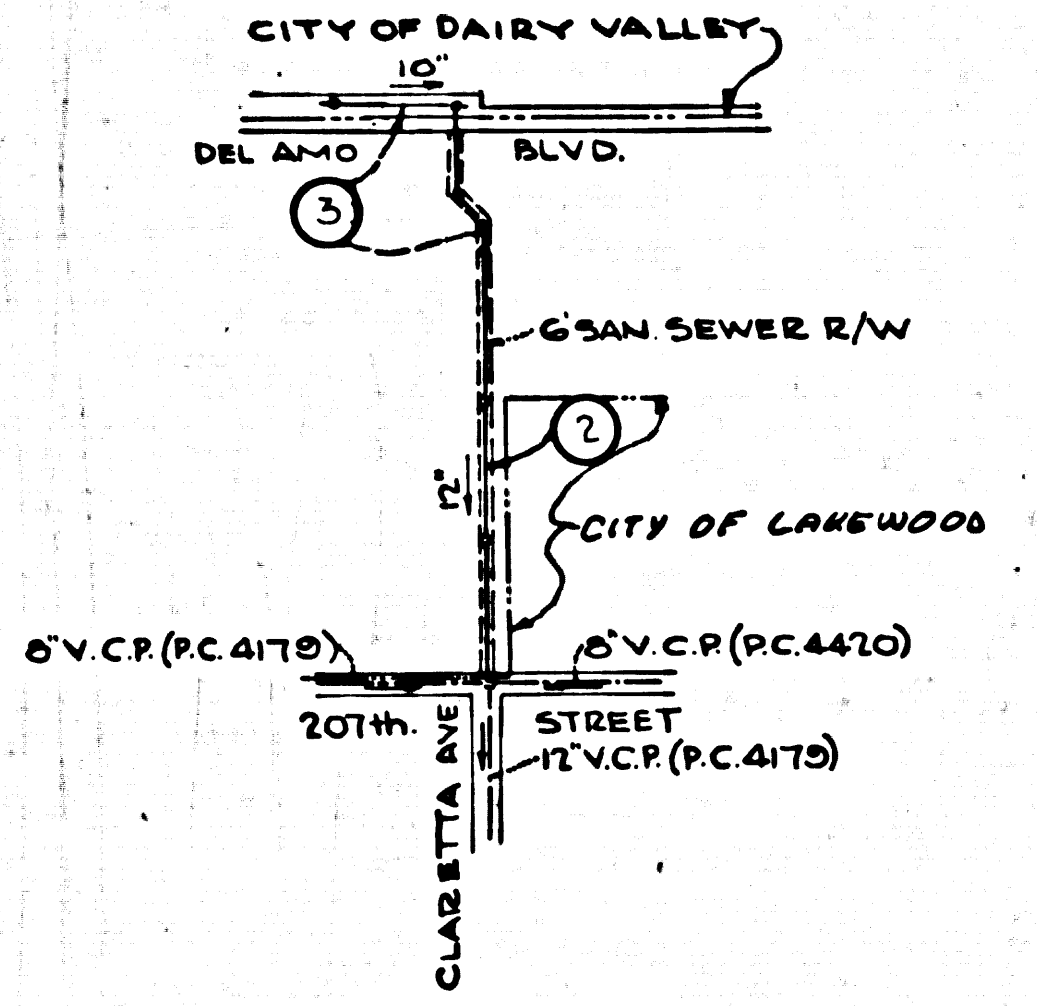 CITY OF DAIRY VALLEY
10"
DEL AMO BLVD.
3
6' SAN. SEWER R/W
2
12"
CITY OF LAKEWOOD
8" V.C.P. (P.C. 4179)
8" V.C.P. (P.C. 4420)
207th. STREET
12" V.C.P. (P.C. 4179)
CLARETTA AVE